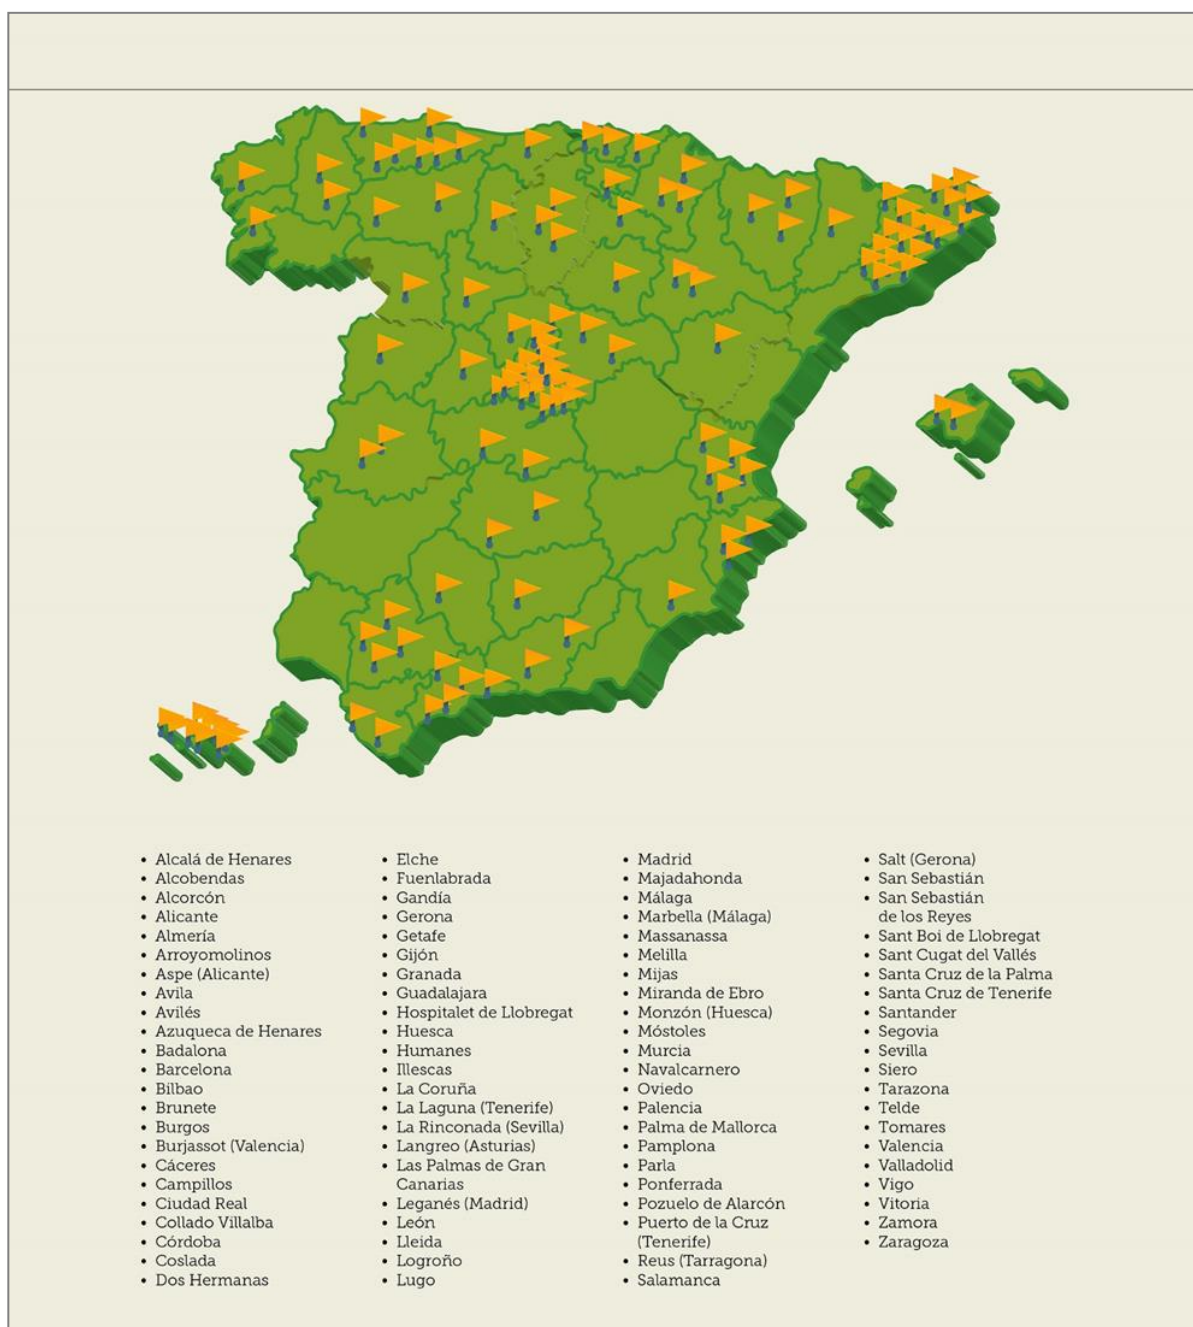 • Alcalá de Henares
• Alcobendas
• Alcorcón
• Alicante
• Almería
• Arroyomolinos
• Aspe (Alicante)
• Avila
• Avilés
• Azuqueca de Henares
• Badalona
• Barcelona
• Bilbao
• Brunete
• Burgos
• Burjassot (Valencia)
• Cáceres
• Campillos
• Ciudad Real
• Collado Villalba
• Córdoba
• Coslada
• Dos Hermanas
• Elche
• Fuenlabrada
• Gandía
• Gerona
• Getafe
• Gijón
• Granada
• Guadalajara
• Hospitalet de Llobregat
• Huesca
• Humanes
• Illescas
• La Coruña
• La Laguna (Tenerife)
• La Rinconada (Sevilla)
• Langreo (Asturias)
• Las Palmas de Gran
Canarias
• Leganés (Madrid)
• León
• Lleida
• Logroño
• Lugo
• Madrid
• Majadahonda
• Málaga
• Marbella (Málaga)
• Massanassa
• Melilla
• Mijas
• Miranda de Ebro
• Monzón (Huesca)
• Móstoles
• Murcia
• Navalcarnero
• Oviedo
• Palencia
• Palma de Mallorca
• Pamplona
• Parla
• Ponferrada
• Pozuelo de Alarcón
• Puerto de la Cruz
(Tenerife)
• Reus (Tarragona)
• Salamanca
• Salt (Gerona)
• San Sebastián
• San Sebastián
de los Reyes
• Sant Boi de Llobregat
• Sant Cugat del Vallés
• Santa Cruz de la Palma
• Santa Cruz de Tenerife
• Santander
• Segovia
• Sevilla
• Siero
• Tarazona
• Telde
• Tomares
• Valencia
• Valladolid
• Vigo
• Vitoria
• Zamora
• Zaragoza